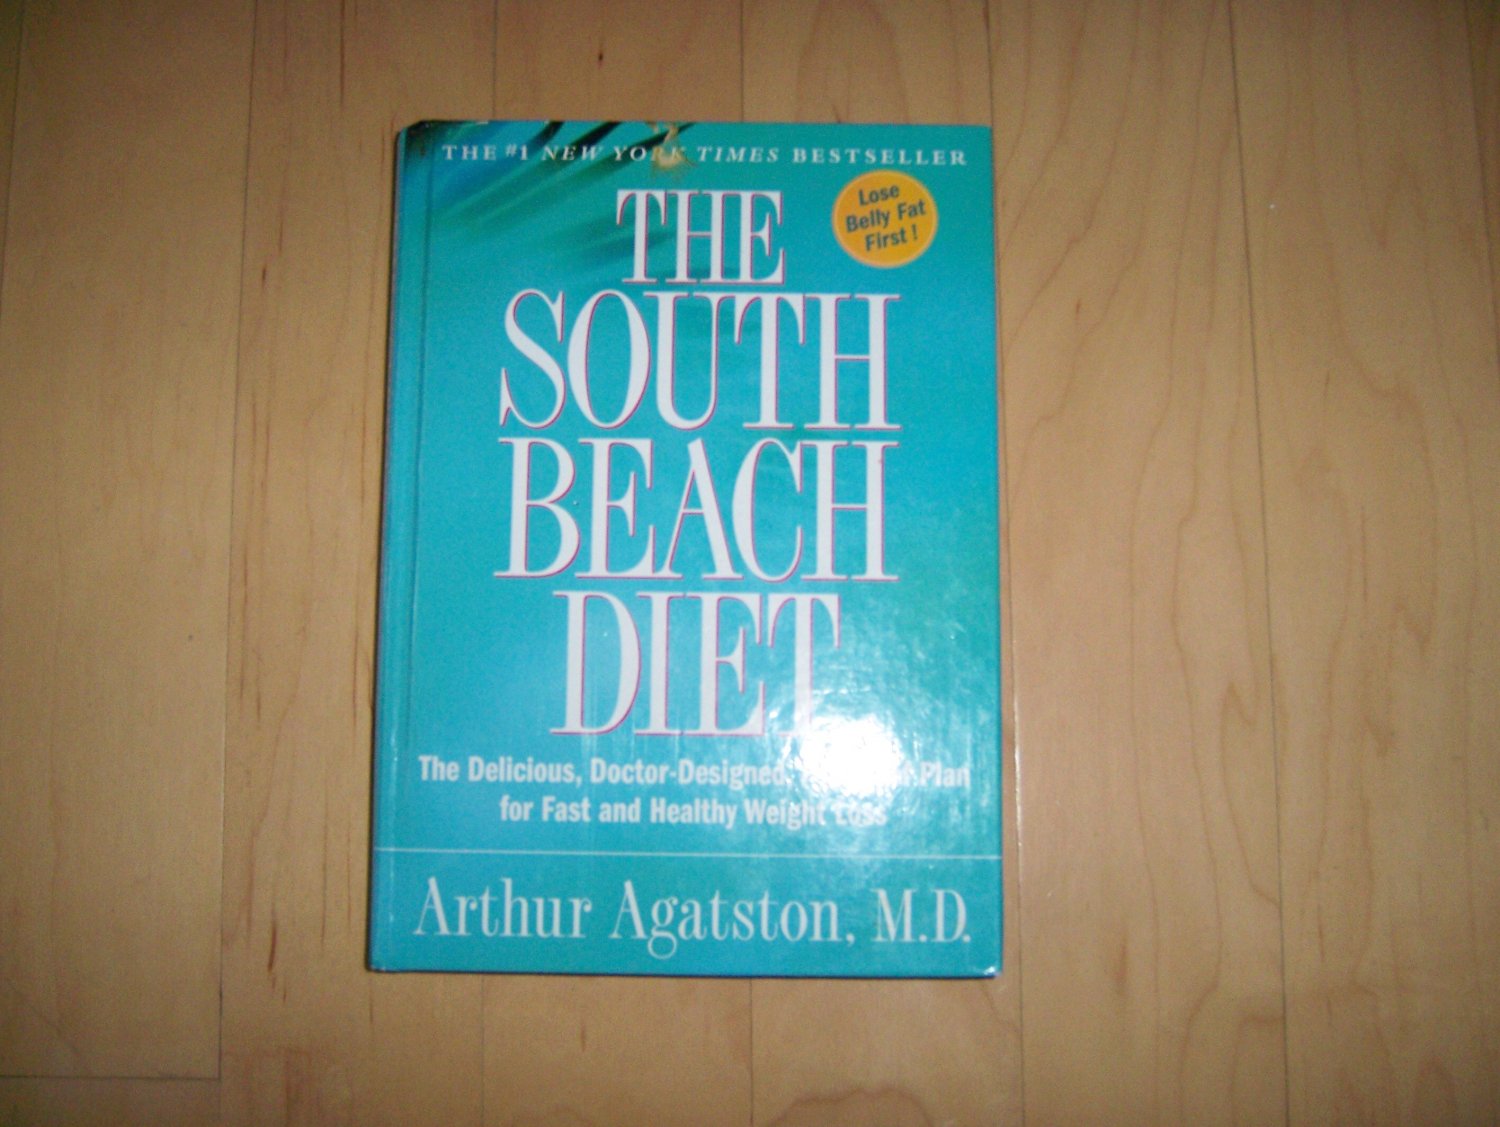 THE #1 NEW YORK TIMES BESTSELLER
Lose
Belly Fat
First!
THE
SOUTH
BEACH
DIET
The Delicious, Doctor-Designed, Plan
for Fast and Healthy Weight Loss
Arthur Agatston, M.D.